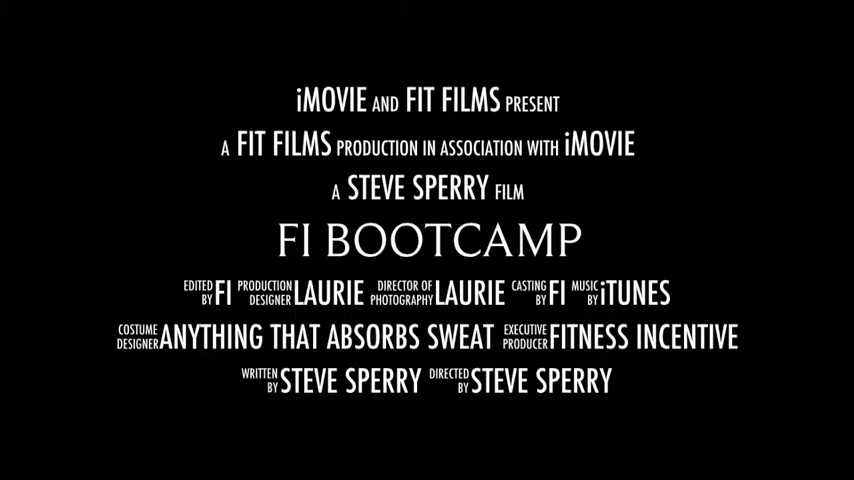 iMOVIE AND FIT FILMS PRESENT
A FIT FILMS PRODUCTION IN ASSOCIATION WITH iMOVIE
A STEVE SPERRY FILM
FI BOOTCAMP
EDITED BY FI PRODUCTION DESIGNER LAURIE DIRECTOR OF PHOTOGRAPHY LAURIE CASTING BY FI MUSIC BY iTUNES
COSTUME DESIGNER ANYTHING THAT ABSORBS SWEAT EXECUTIVE PRODUCER FITNESS INCENTIVE
WRITTEN BY STEVE SPERRY DIRECTED BY STEVE SPERRY